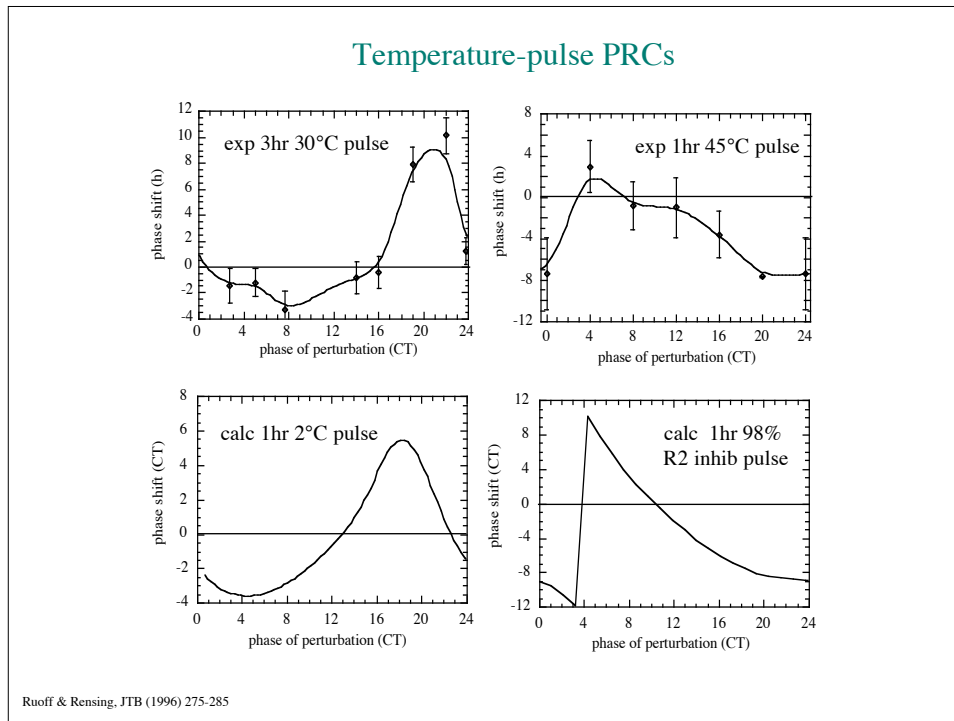 Temperature-pulse PRCs
exp 3hr 30°C pulse
phase shift (h)
12
10
8
6
4
2
0
-2
-4
0 4 8 12 16 20 24
phase of perturbation (CT)
exp 1hr 45°C pulse
phase shift (h)
8
4
0
-4
-8
-12
0 4 8 12 16 20 24
phase of perturbation (CT)
calc 1hr 2°C pulse
phase shift (CT)
8
6
4
2
0
-2
-4
0 4 8 12 16 20 24
phase of perturbation (CT)
calc 1hr 98%
R2 inhib pulse
phase shift (CT)
12
8
4
0
-4
-8
-12
0 4 8 12 16 20 24
phase of perturbation (CT)
Ruoff & Rensing, JTB (1996) 275-285